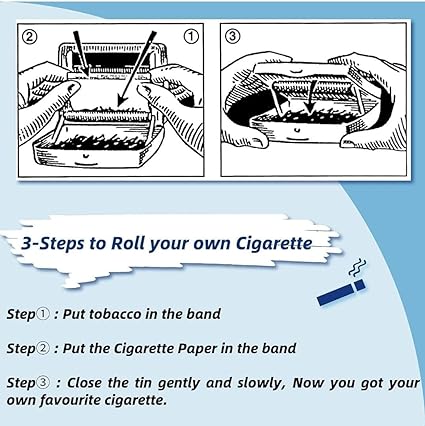 ② ① ③
3-Steps to Roll your own Cigarette
Step① : Put tobacco in the band
Step② : Put the Cigarette Paper in the band
Step③ : Close the tin gently and slowly, Now you got your
own favourite cigarette.